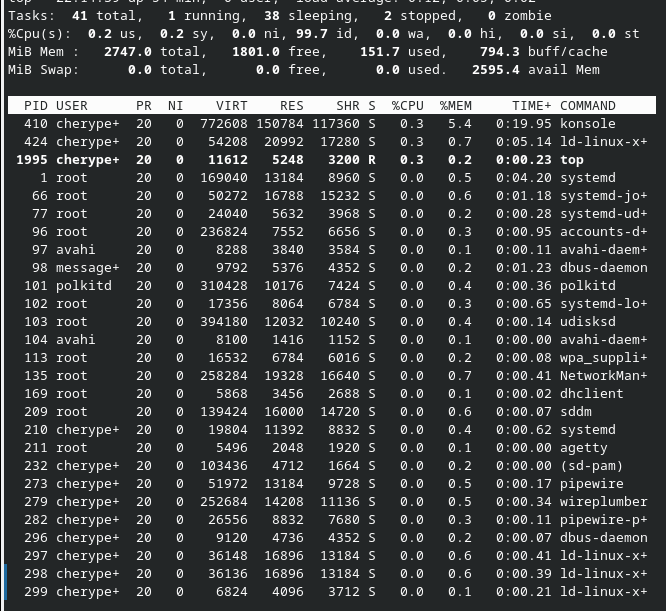 Tasks: 41 total, 1 running, 38 sleeping, 2 stopped, 0 zombie
%Cpu(s): 0.2 us, 0.2 sy, 0.0 ni, 99.7 id, 0.0 wa, 0.0 hi, 0.0 si, 0.0 st
MiB Mem : 2747.0 total, 1801.0 free, 151.7 used, 794.3 buff/cache
MiB Swap: 0.0 total, 0.0 free, 0.0 used. 2595.4 avail Mem
PID USER PR NI VIRT RES SHR S %CPU %MEM TIME+ COMMAND
410 cherype+ 20 0 772608 150784 117360 S 0.3 5.4 0:19.95 konsole
424 cherype+ 20 0 54208 20992 17280 S 0.3 0.7 0:05.14 ld-linux-x+
1995 cherype+ 20 0 11612 5248 3200 R 0.3 0.2 0:00.23 top
1 root 20 0 169040 13184 8960 S 0.0 0.5 0:04.20 systemd
66 root 20 0 50272 16788 15232 S 0.0 0.6 0:01.18 systemd-jo+
77 root 20 0 24040 5632 3968 S 0.0 0.2 0:00.28 systemd-ud+
96 root 20 0 236824 7552 6656 S 0.0 0.3 0:00.95 accounts-d+
97 avahi 20 0 8288 3840 3584 S 0.0 0.1 0:00.11 avahi-daem+
98 message+ 20 0 9792 5376 4352 S 0.0 0.2 0:01.23 dbus-daemon
101 polkitd 20 0 310428 10176 7424 S 0.0 0.4 0:00.36 polkitd
102 root 20 0 17356 8064 6784 S 0.0 0.3 0:00.65 systemd-lo+
103 root 20 0 394180 12032 10240 S 0.0 0.4 0:00.14 udisksd
104 avahi 20 0 8100 1416 1152 S 0.0 0.1 0:00.00 avahi-daem+
113 root 20 0 16532 6784 6016 S 0.0 0.2 0:00.08 wpa_suppli+
135 root 20 0 258284 19328 16640 S 0.0 0.7 0:00.41 NetworkMan+
169 root 20 0 5868 3456 2688 S 0.0 0.1 0:00.02 dhclient
209 root 20 0 139424 16000 14720 S 0.0 0.6 0:00.07 sddm
210 cherype+ 20 0 19804 11392 8832 S 0.0 0.4 0:00.62 systemd
211 root 20 0 5496 2048 1920 S 0.0 0.1 0:00.00 agetty
232 cherype+ 20 0 103436 4712 1664 S 0.0 0.2 0:00.00 (sd-pam)
273 cherype+ 20 0 51972 13184 9728 S 0.0 0.5 0:00.17 pipewire
279 cherype+ 20 0 252684 14208 11136 S 0.0 0.5 0:00.34 wireplumber
282 cherype+ 20 0 26556 8832 7680 S 0.0 0.3 0:00.11 pipewire-p+
296 cherype+ 20 0 9120 4736 4352 S 0.0 0.2 0:00.07 dbus-daemon
297 cherype+ 20 0 36148 16896 13184 S 0.0 0.6 0:00.41 ld-linux-x+
298 cherype+ 20 0 36136 16896 13184 S 0.0 0.6 0:00.39 ld-linux-x+
299 cherype+ 20 0 6824 4096 3712 S 0.0 0.1 0:00.21 ld-linux-x+